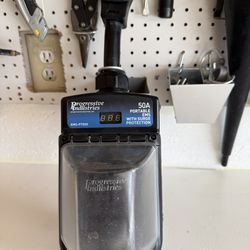 Progressive
Industries
50A
PORTABLE
EMS
WITH SURGE
PROTECTION
EMS-PT50X
Progressive
Industries